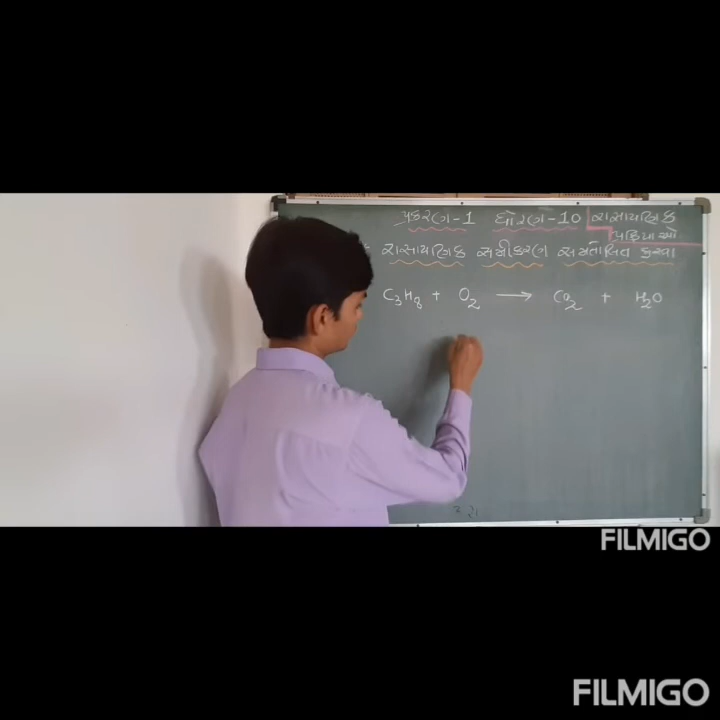 પ્રકરણ-1 ધોરણ-10 રાસાયણિક
પ્રક્રિયાઓ
રાસાયણિક સમીકરણ સમતોલિત કરવા
C₃H₈ + O₂ ⟶ CO₂ + H₂O
FILMIGO
FILMIGO